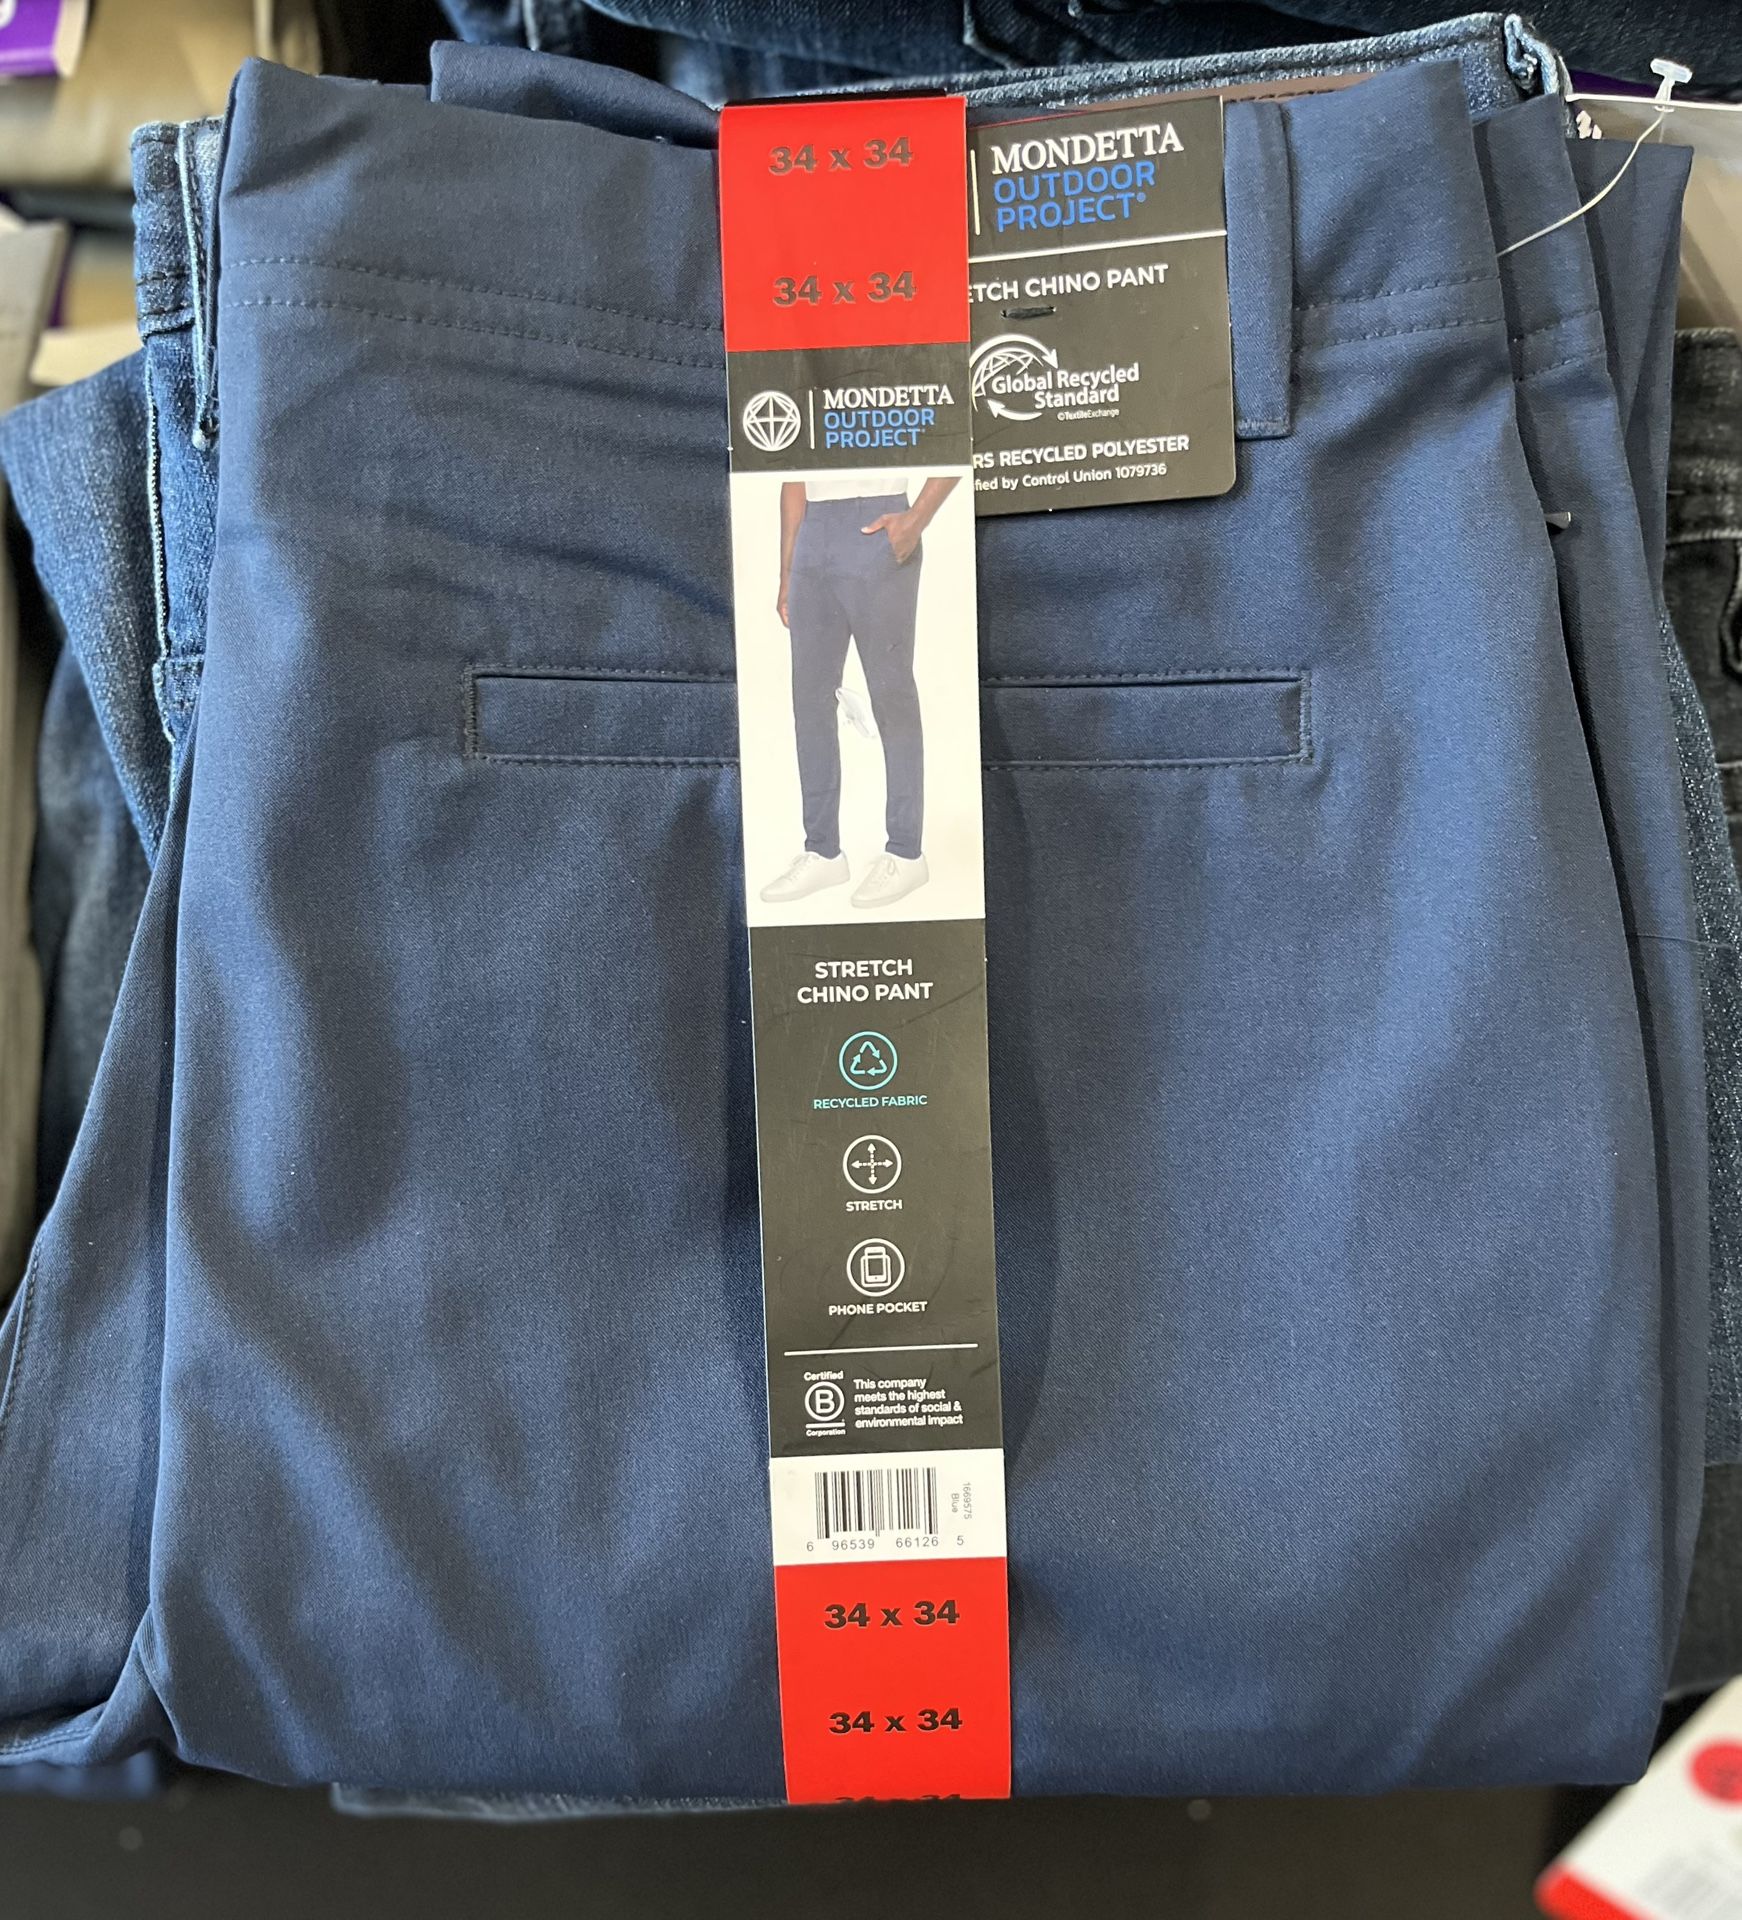 34 x 34
34 x 34
MONDETTA
OUTDOOR
PROJECT
STRETCH
CHINO PANT
RECYCLED FABRIC
STRETCH
PHONE POCKET
Certified
B
Corporation
This company
meets the highest
standards of social &
environmental impact
6 96539 66126 5
1669575
Blue
34 x 34
34 x 34
34 x 34
MONDETTA
OUTDOOR
PROJECT®
ETCH CHINO PANT
Global Recycled
Standard
©TextileExchange
RS RECYCLED POLYESTER
fied by Control Union 1079736